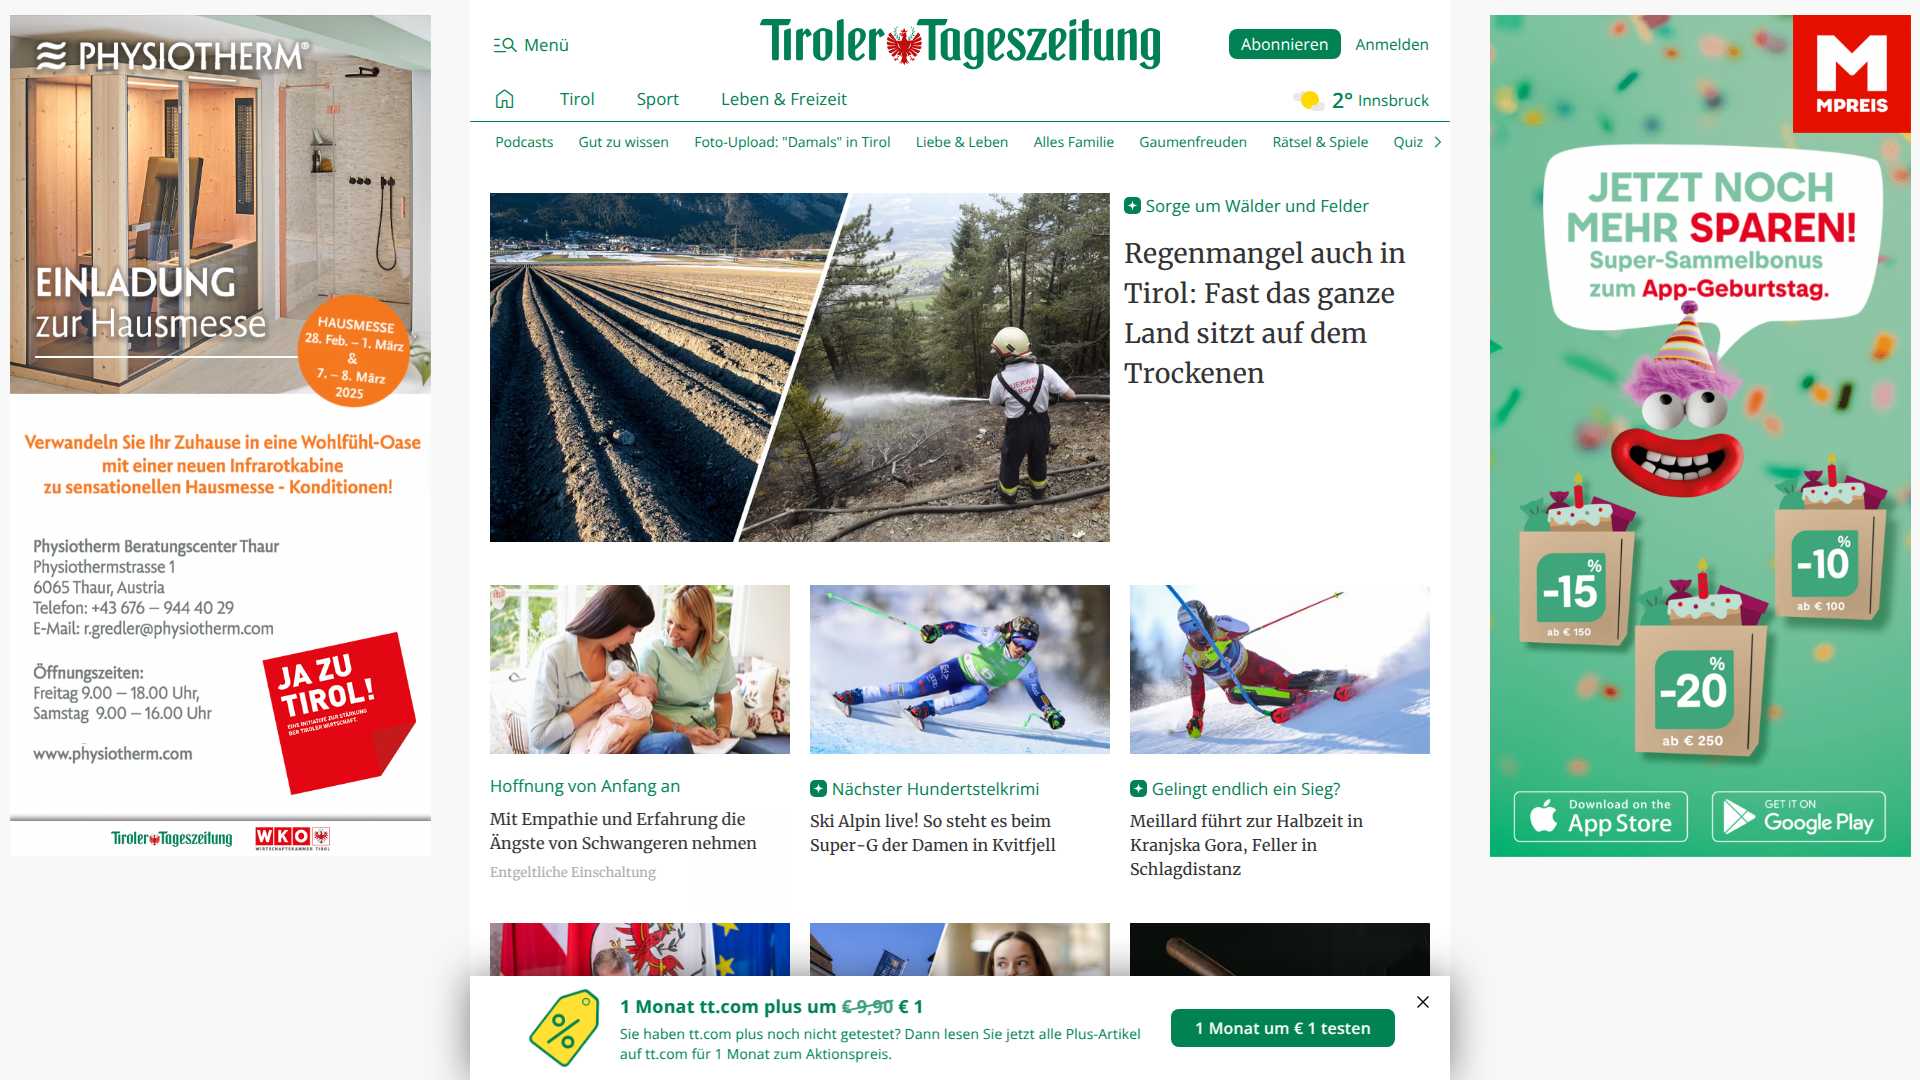 PHYSIOTHERM®
EINLADUNG
zur Hausmesse
HAUSMESSE
28. Feb. – 1. März
&
7. – 8. März
2025
Verwandeln Sie Ihr Zuhause in eine Wohlfühl-Oase
mit einer neuen Infrarotkabine
zu sensationellen Hausmesse - Konditionen!
Physiotherm Beratungscenter Thaur
Physiothermstrasse 1
6065 Thaur, Austria
Telefon: +43 676 – 944 40 29
E-Mail: r.gredler@physiotherm.com
Öffnungszeiten:
Freitag 9.00 – 18.00 Uhr,
Samstag 9.00 – 16.00 Uhr
www.physiotherm.com
JA ZU
TIROL!
EINE INITIATIVE ZUR STÄRKUNG
DER TIROLER WIRTSCHAFT.
Tiroler Tageszeitung
WKO
WIRTSCHAFTSKAMMER TIROL
Menü
Tiroler Tageszeitung
Abonnieren
Anmelden
Tirol
Sport
Leben & Freizeit
2° Innsbruck
Podcasts
Gut zu wissen
Foto-Upload: "Damals" in Tirol
Liebe & Leben
Alles Familie
Gaumenfreuden
Rätsel & Spiele
Quiz
Sorge um Wälder und Felder
Regenmangel auch in
Tirol: Fast das ganze
Land sitzt auf dem
Trockenen
Hoffnung von Anfang an
Mit Empathie und Erfahrung die
Ängste von Schwangeren nehmen
Entgeltliche Einschaltung
Nächster Hundertstelkrimi
Ski Alpin live! So steht es beim
Super-G der Damen in Kvitfjell
Gelingt endlich ein Sieg?
Meillard führt zur Halbzeit in
Kranjska Gora, Feller in
Schlagdistanz
1 Monat tt.com plus um € 9,90 € 1
Sie haben tt.com plus noch nicht getestet? Dann lesen Sie jetzt alle Plus-Artikel
auf tt.com für 1 Monat zum Aktionspreis.
1 Monat um € 1 testen
M
MPREIS
JETZT NOCH
MEHR SPAREN!
Super-Sammelbonus
zum App-Geburtstag.
-15%
ab € 150
-10%
ab € 100
-20%
ab € 250
Download on the
App Store
GET IT ON
Google Play